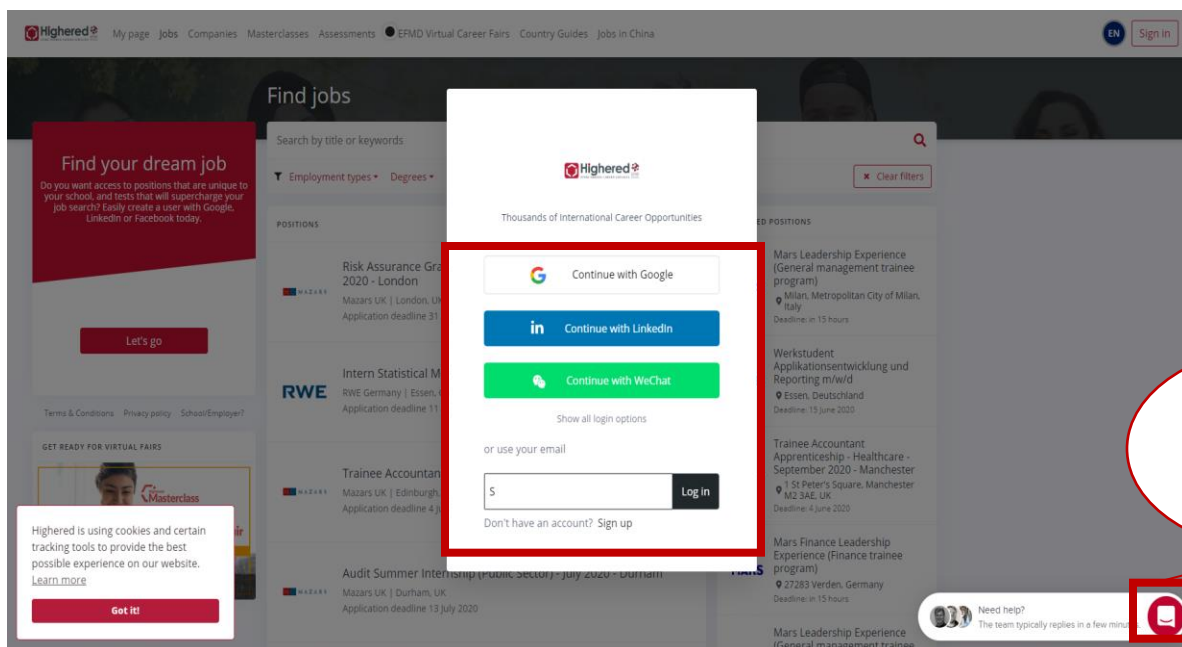 Highered
My page Jobs Companies Masterclasses Assessments EFMD Virtual Career Fairs Country Guides Jobs in China
EN Sign in
Find jobs
Find your dream job
Do you want access to positions that are unique to
your school, and tests that will supercharge your
job search? Easily create a user with Google,
LinkedIn or Facebook today.
Let's go
Terms & Conditions Privacy policy School/Employer?
GET READY FOR VIRTUAL FAIRS
Masterclass
Highered is using cookies and certain
tracking tools to provide the best
possible experience on our website.
Learn more
Got it!
Search by title or keywords
Employment types Degrees
Clear filters
POSITIONS
Risk Assurance Gra
2020 - London
MAZARS
Mazars UK | London, U
Application deadline 31
Intern Statistical M
RWE
RWE Germany | Essen,
Application deadline 11
Trainee Accountan
MAZARS
Mazars UK | Edinburgh,
Application deadline 4 J
Audit Summer Internship (Public Sector) - July 2020 - Durham
MAZARS
Mazars UK | Durham, UK
Application deadline 13 July 2020
Highered
Thousands of International Career Opportunities
Continue with Google
in Continue with LinkedIn
Continue with WeChat
Show all login options
or use your email
S Log in
Don't have an account? Sign up
ED POSITIONS
Mars Leadership Experience
(General management trainee
program)
Milan, Metropolitan City of Milan,
Italy
Deadline: in 15 hours
Werkstudent
Applikationsentwicklung und
Reporting m/w/d
Essen, Deutschland
Deadline: 15 June 2020
Trainee Accountant
Apprenticeship - Healthcare -
September 2020 - Manchester
1 St Peter's Square, Manchester
M2 3AE, UK
Deadline: 4 June 2020
Mars Finance Leadership
Experience (Finance trainee
program)
MARS
27283 Verden, Germany
Deadline: in 15 hours
Mars Leadership Experience
(General management trainee
Need help?
The team typically replies in a few minut